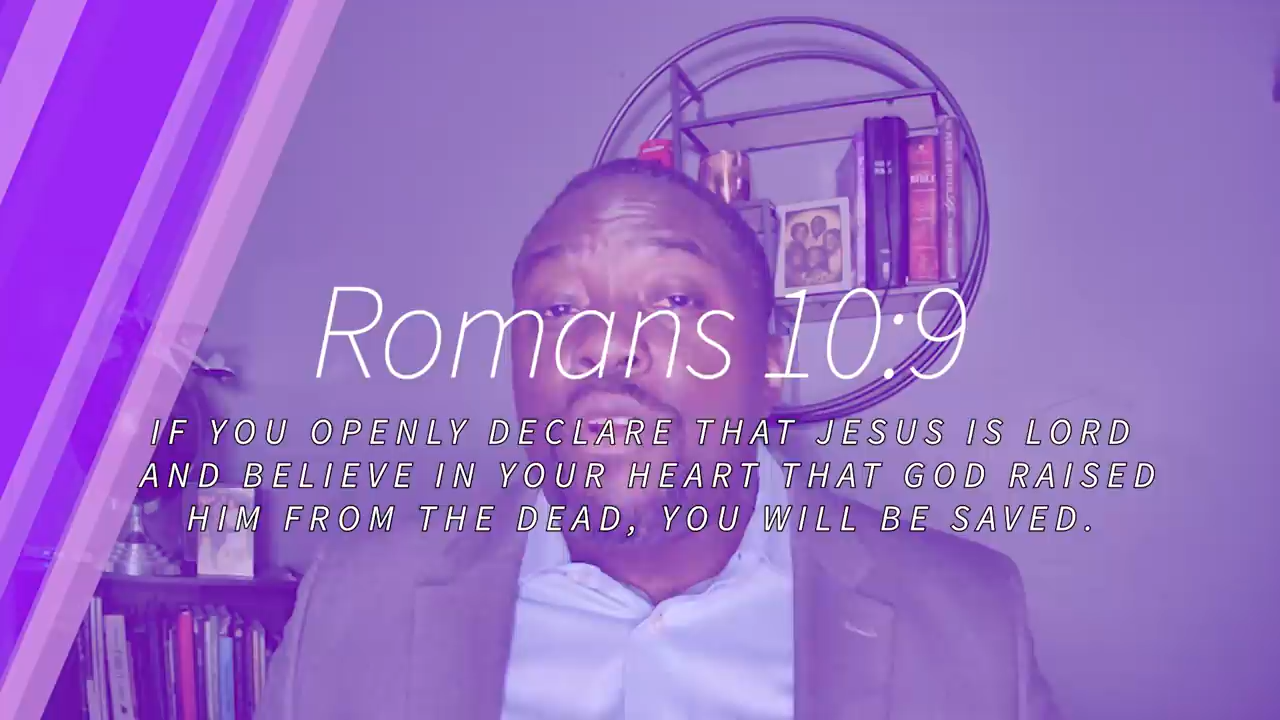 Romans 10:9
IF YOU OPENLY DECLARE THAT JESUS IS LORD
AND BELIEVE IN YOUR HEART THAT GOD RAISED
HIM FROM THE DEAD, YOU WILL BE SAVED.
BIBLE